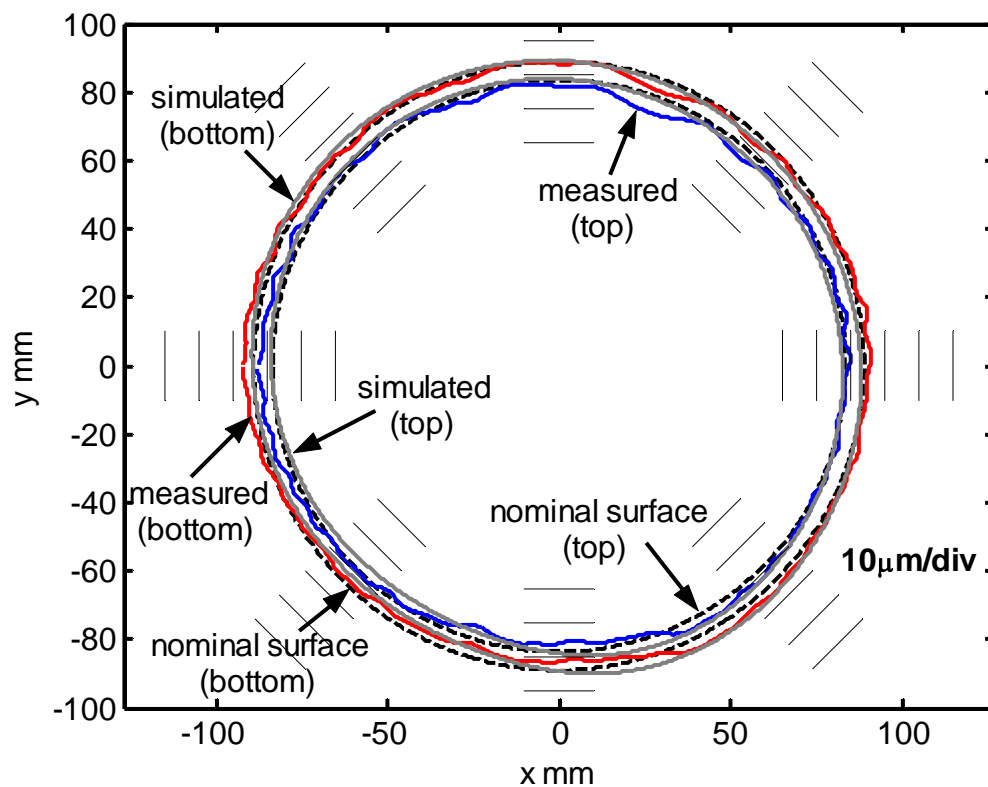 100
80
60
40
20
0
-20
-40
-60
-80
-100
y mm
simulated
(bottom)
measured
(top)
simulated
(top)
measured
(bottom)
nominal surface
(top)
10μm/div
nominal surface
(bottom)
-100
-50
0
50
100
x mm